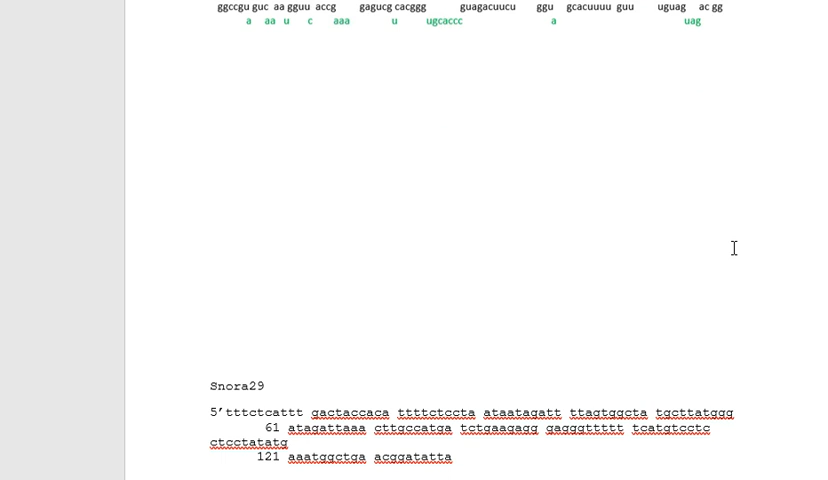 ggccgu guc aa gguu accg gagucg cacggg guagacuucu ggu gcacuuuu guu uguag ac gg
a aa u c aaa u ugcaccc a uag
Snora29
5’tttctcattt gactaccaca ttttctccta ataatagatt ttagtggcta tgcttatggg
61 atagattaaa cttgccatga tctgaagagg gagggttttt tcatgtcctc
ctcctatatg
121 aaatggctga acggatatta